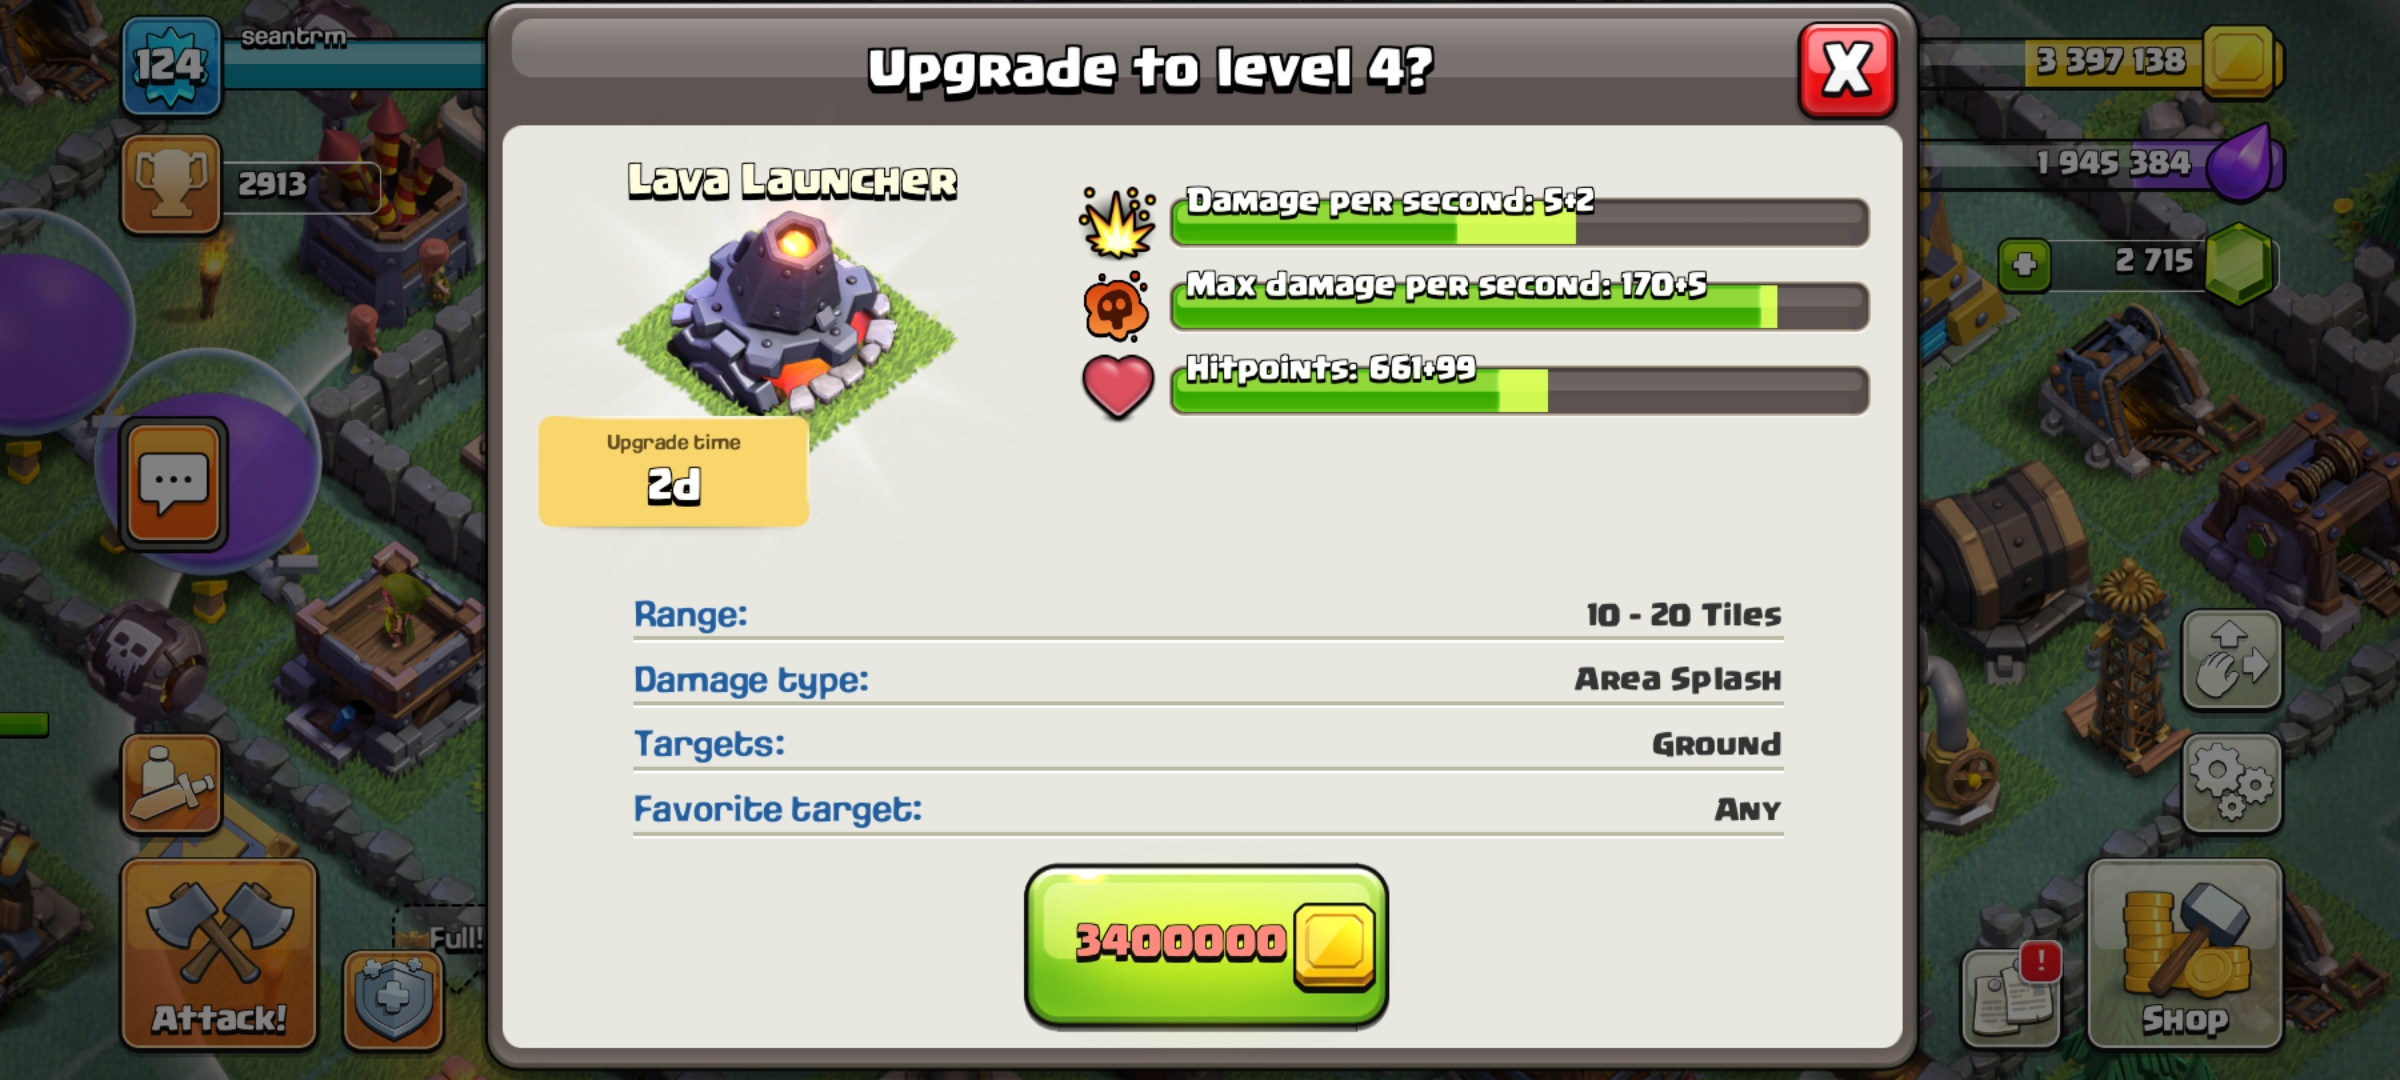 124
seantrm
2913
Upgrade to level 4?
X
3 397 138
1 945 384
2 715
Lava Launcher
Damage per second: 5+2
Max damage per second: 170+5
Hitpoints: 661+99
Upgrade time
2d
Range: 10 - 20 Tiles
Damage type: Area Splash
Targets: Ground
Favorite target: Any
3400000
Full!
Attack!
!
Shop